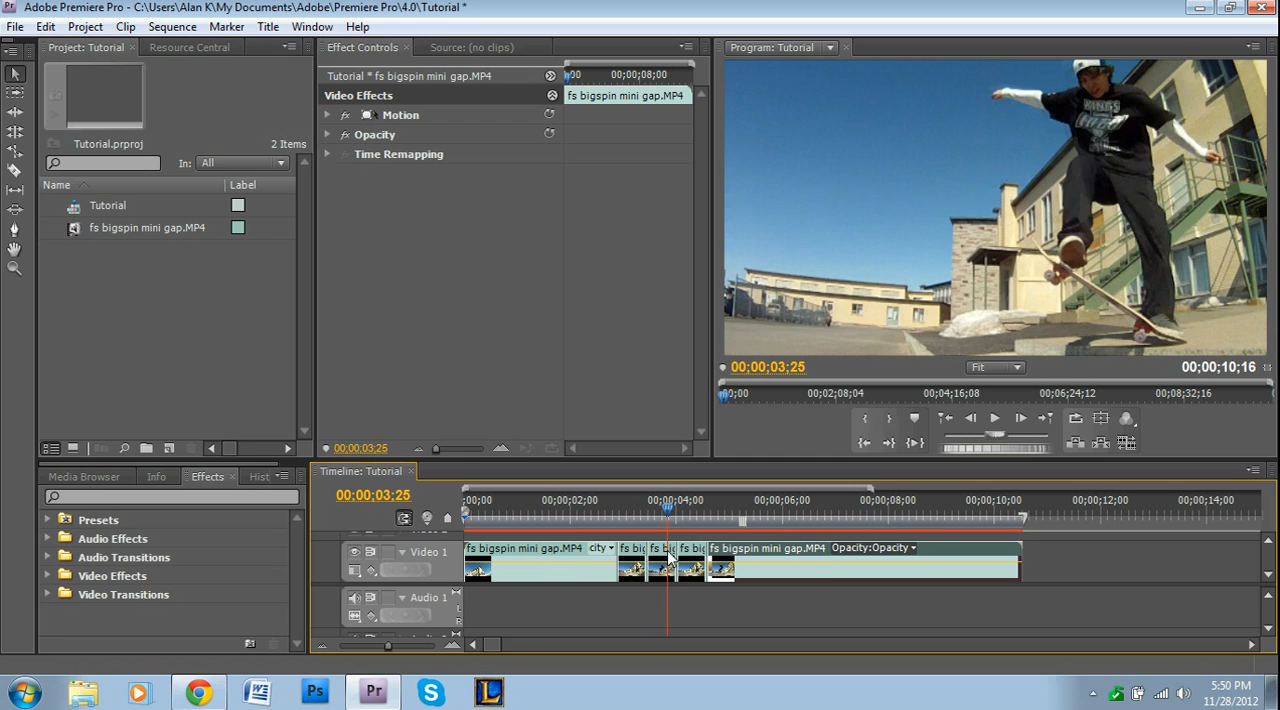 Adobe Premiere Pro - C:\Users\Alan K\My Documents\Adobe\Premiere Pro\4.0\Tutorial *
File Edit Project Clip Sequence Marker Title Window Help
Project: Tutorial Resource Central
Tutorial.prproj 2 Items
In: All
Name Label
Tutorial
fs bigspin mini gap.MP4
Effect Controls Source: (no clips)
Tutorial * fs bigspin mini gap.MP4 00;00;08;00
Video Effects fs bigspin mini gap.MP4
Motion
Opacity
Time Remapping
00;00;03;25
Program: Tutorial
KINGS
00;00;03;25 Fit 00;00;10;16
00;02;08;04 00;04;16;08 00;06;24;12 00;08;32;16
Media Browser Info Effects Hist
Presets
Audio Effects
Audio Transitions
Video Effects
Video Transitions
Timeline: Tutorial
00;00;03;25 ;00;00 00;00;02;00 00;00;04;00 00;00;06;00 00;00;08;00 00;00;10;00 00;00;12;00 00;00;14;00
Video 1 fs bigspin mini gap.MP4 city fs big fs big fs big fs bigspin mini gap.MP4 Opacity:Opacity
Audio 1
L
R
Ps Pr
5:50 PM
11/28/2012